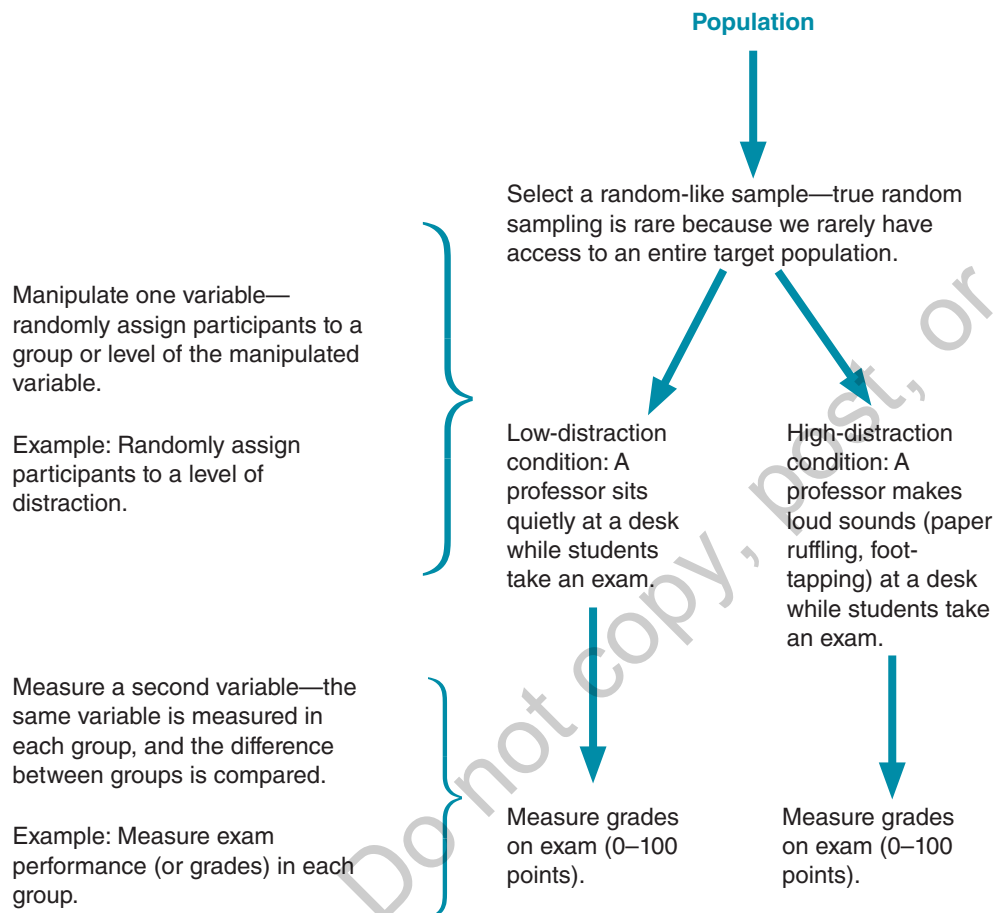 Population
Select a random-like sample—true random
sampling is rare because we rarely have
access to an entire target population.
Manipulate one variable—
randomly assign participants to a
group or level of the manipulated
variable.
Example: Randomly assign
participants to a level of
distraction.
Low-distraction
condition: A
professor sits
quietly at a desk
while students
take an exam.
High-distraction
condition: A
professor makes
loud sounds (paper
ruffling, foot-
tapping) at a desk
while students take
an exam.
Measure a second variable—the
same variable is measured in
each group, and the difference
between groups is compared.
Example: Measure exam
performance (or grades) in each
group.
Measure grades
on exam (0–100
points).
Measure grades
on exam (0–100
points).
Do not copy, post, or